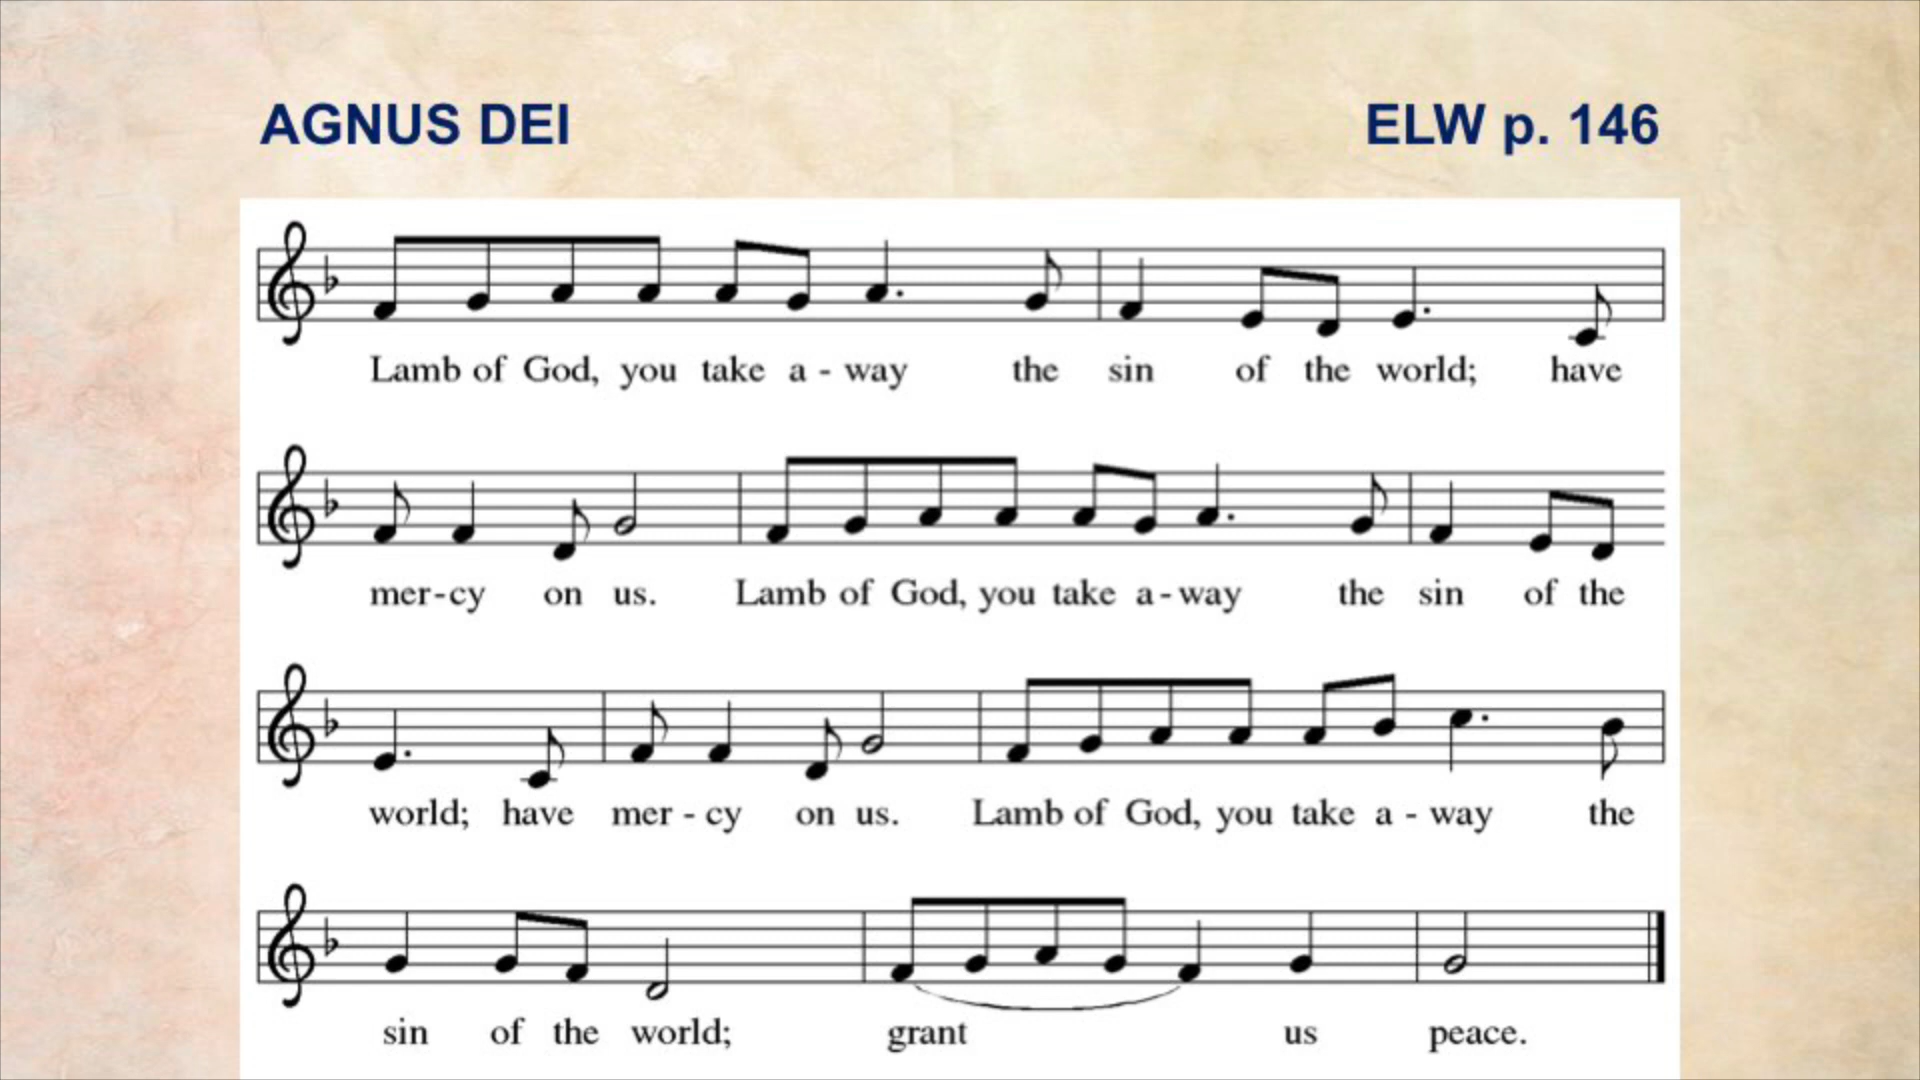 AGNUS DEI ELW p. 146
Lamb of God, you take a - way the sin of the world; have
mer-cy on us. Lamb of God, you take a-way the sin of the
world; have mer - cy on us. Lamb of God, you take a - way the
sin of the world; grant us peace.